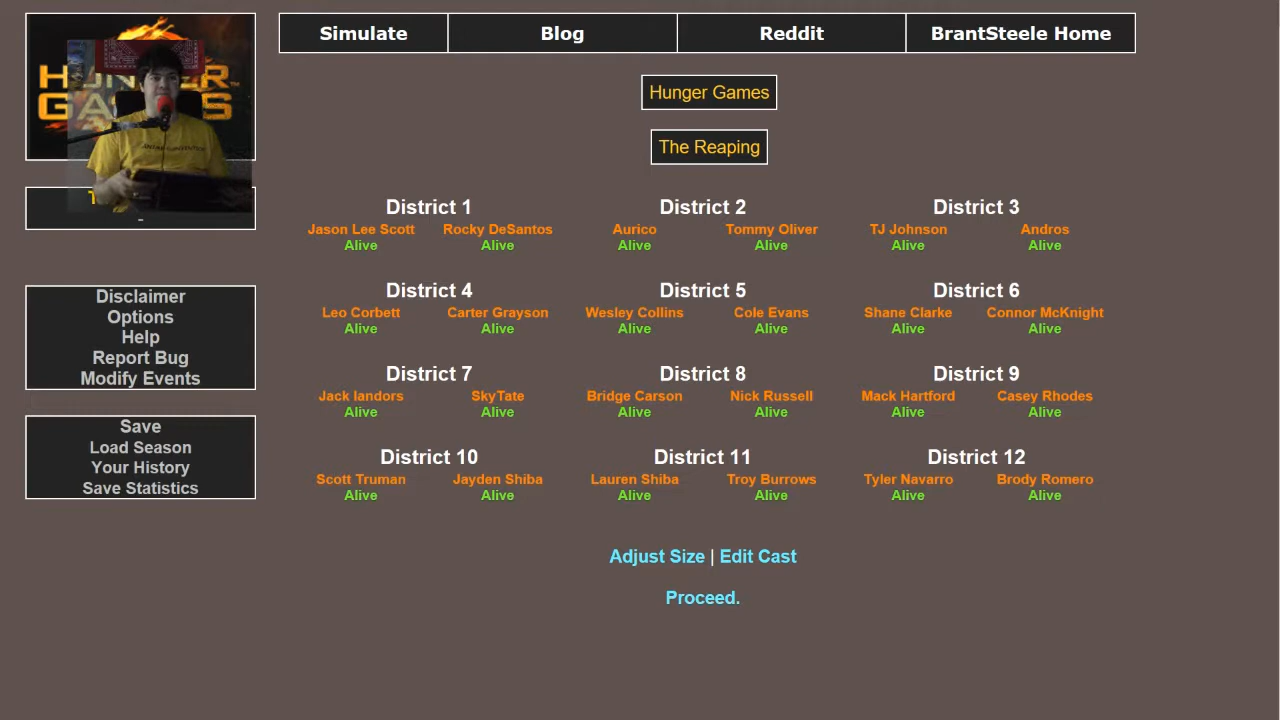 Simulate
Blog
Reddit
BrantSteele Home
Hunger Games
The Reaping
District 1
District 2
District 3
Jason Lee Scott
Rocky DeSantos
Aurico
Tommy Oliver
TJ Johnson
Andros
Alive
Alive
Alive
Alive
Alive
Alive
District 4
District 5
District 6
Leo Corbett
Carter Grayson
Wesley Collins
Cole Evans
Shane Clarke
Connor McKnight
Alive
Alive
Alive
Alive
Alive
Alive
District 7
District 8
District 9
Jack landors
SkyTate
Bridge Carson
Nick Russell
Mack Hartford
Casey Rhodes
Alive
Alive
Alive
Alive
Alive
Alive
District 10
District 11
District 12
Scott Truman
Jayden Shiba
Lauren Shiba
Troy Burrows
Tyler Navarro
Brody Romero
Alive
Alive
Alive
Alive
Alive
Alive
Adjust Size | Edit Cast
Proceed.
Disclaimer
Options
Help
Report Bug
Modify Events
Save
Load Season
Your History
Save Statistics